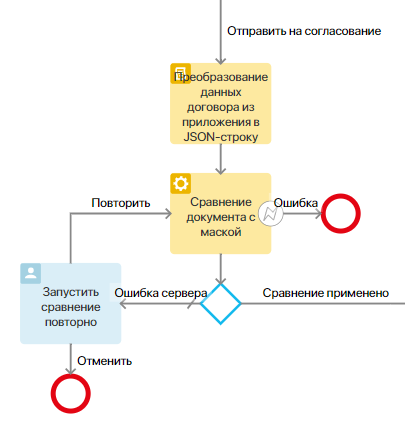 Отправить на согласование
Преобразование
данных
договора из
приложения в
JSON-строку
Повторить
Сравнение
документа с
маской
Ошибка
Запустить
сравнение
повторно
Ошибка сервера
Сравнение применено
Отменить